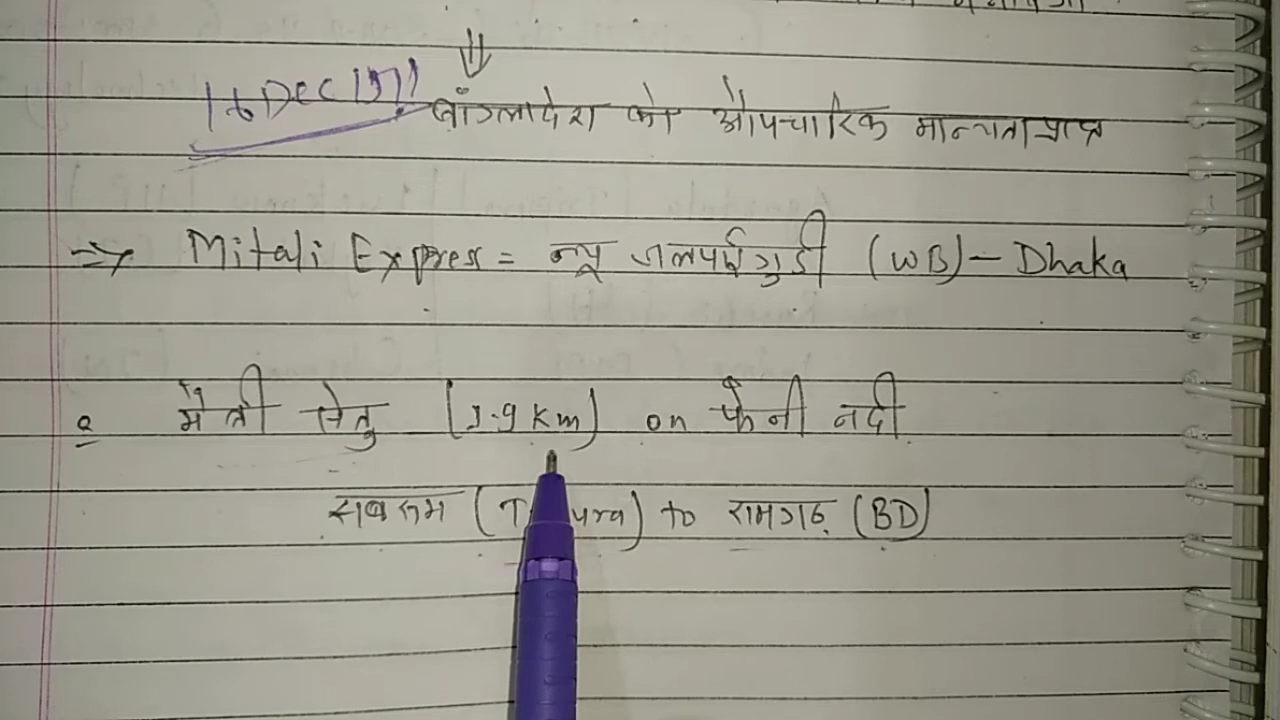 16 Dec 1971 बांग्लादेश को औपचारिक मान्यता प्राप्त
⇒ Mitali Express = न्यू जलपाईगुडी (WB) - Dhaka
मैत्री सेतु [1.9 km] on फेनी नदी
सबरूम (T ura) to रामगढ़ (BD)